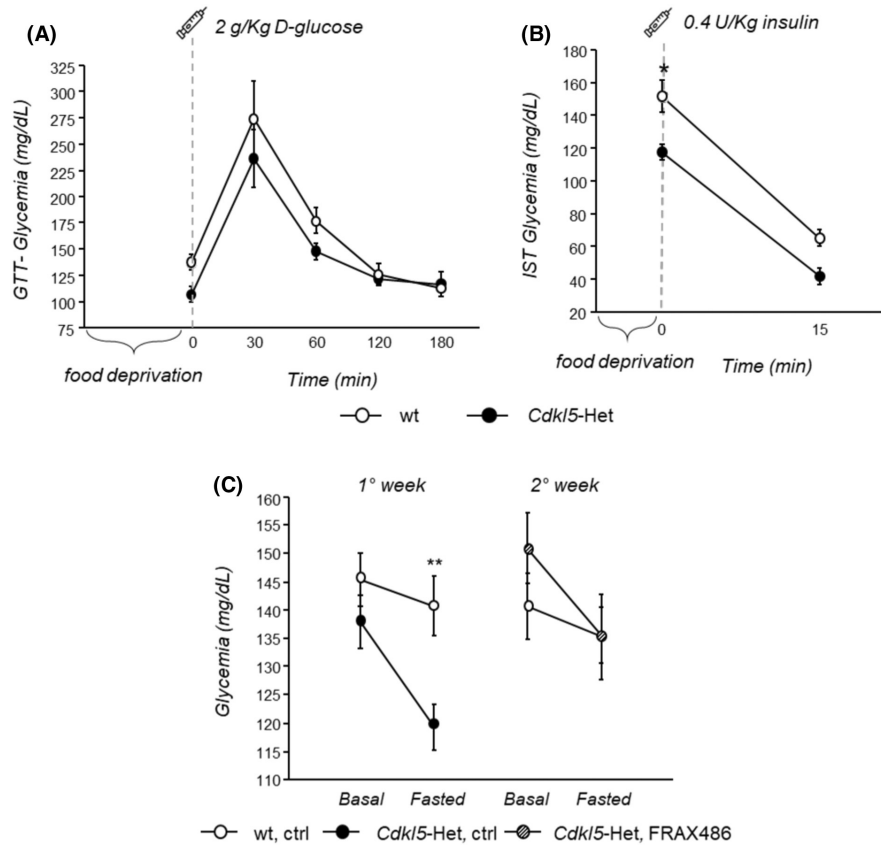 (A)
2 g/Kg D-glucose
GTT- Glycemia (mg/dL)
325
300
275
250
225
200
175
150
125
100
75
0 30 60 120 180
food deprivation
Time (min)
(B)
0.4 U/Kg insulin
IST Glycemia (mg/dL)
180
160
140
120
100
80
60
40
20
*
0 15
food deprivation
Time (min)
wt Cdkl5-Het
(C)
1° week 2° week
Glycemia (mg/dL)
160
155
150
145
140
135
130
125
120
115
110
**
Basal Fasted Basal Fasted
wt, ctrl Cdkl5-Het, ctrl Cdkl5-Het, FRAX486